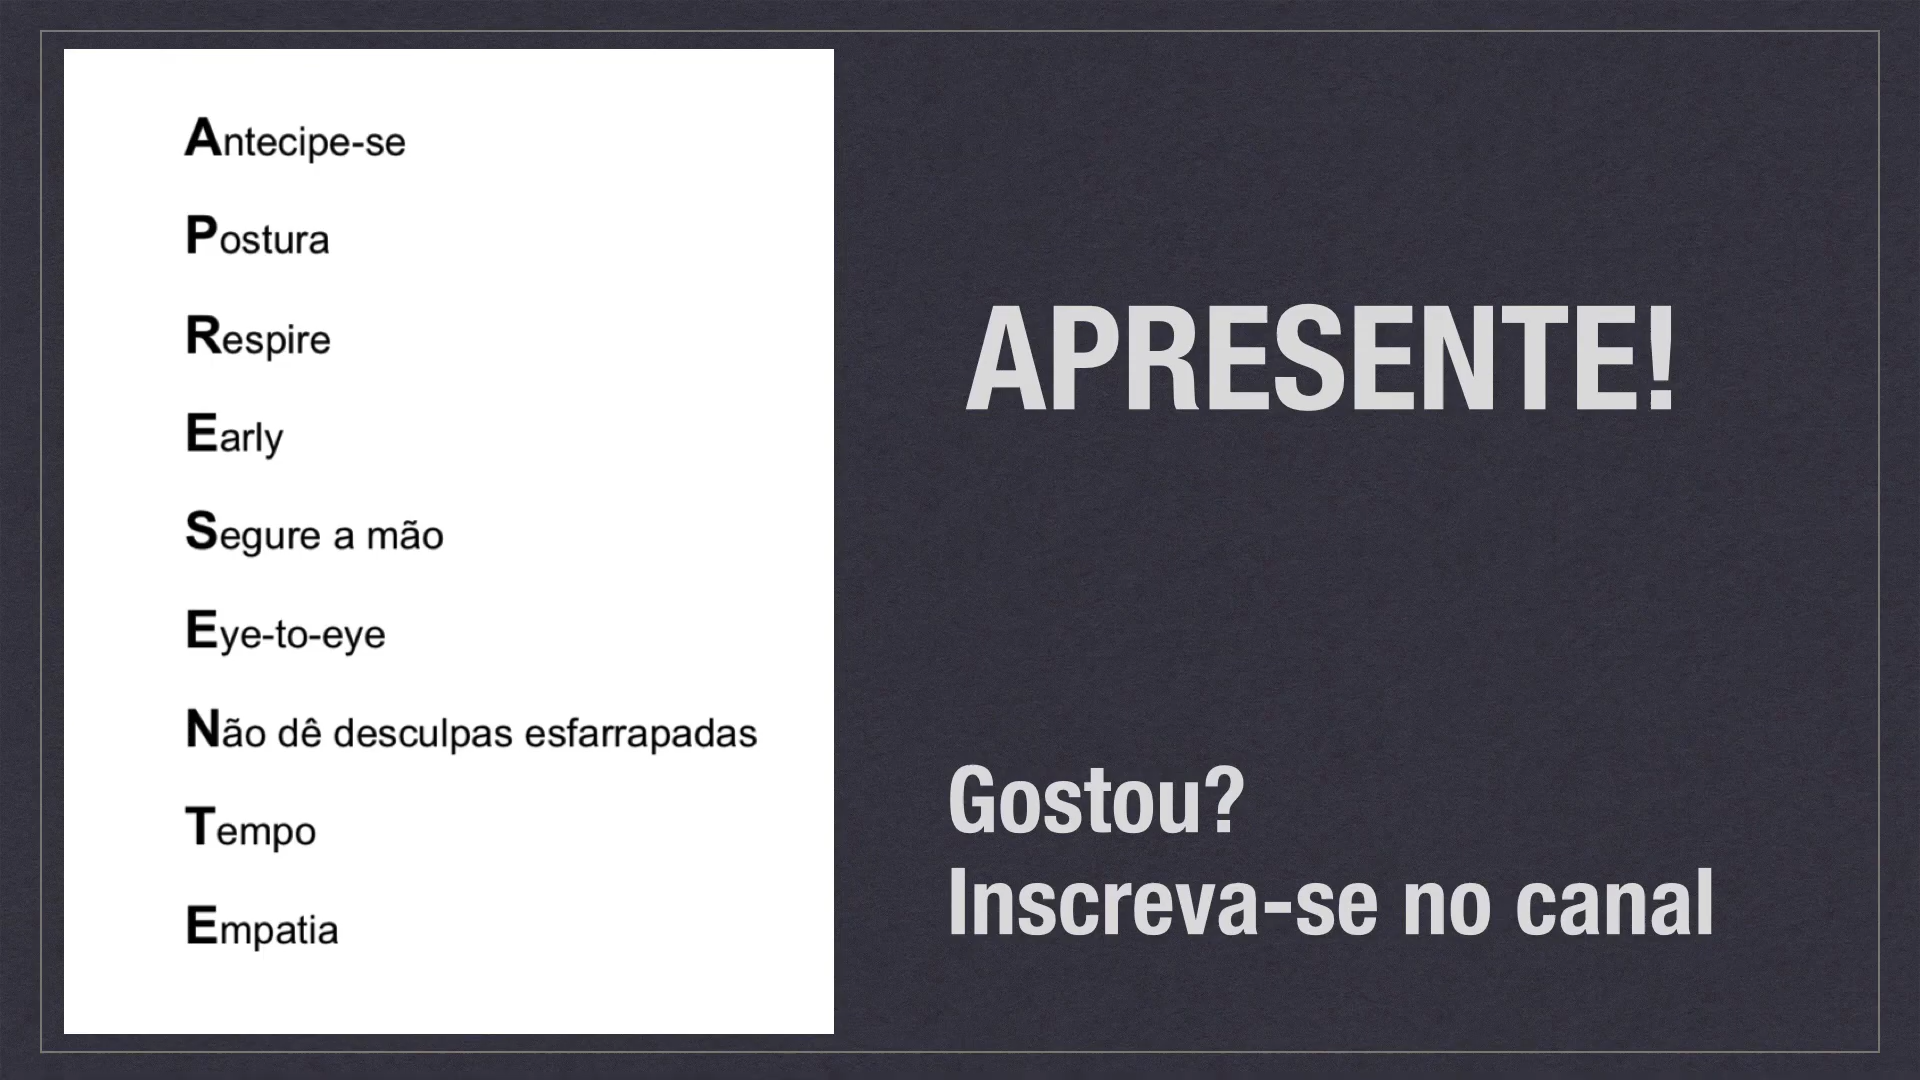 Antecipe-se
Postura
Respire
Early
Segure a mão
Eye-to-eye
Não dê desculpas esfarrapadas
Tempo
Empatia
APRESENTE!
Gostou?
Inscreva-se no canal